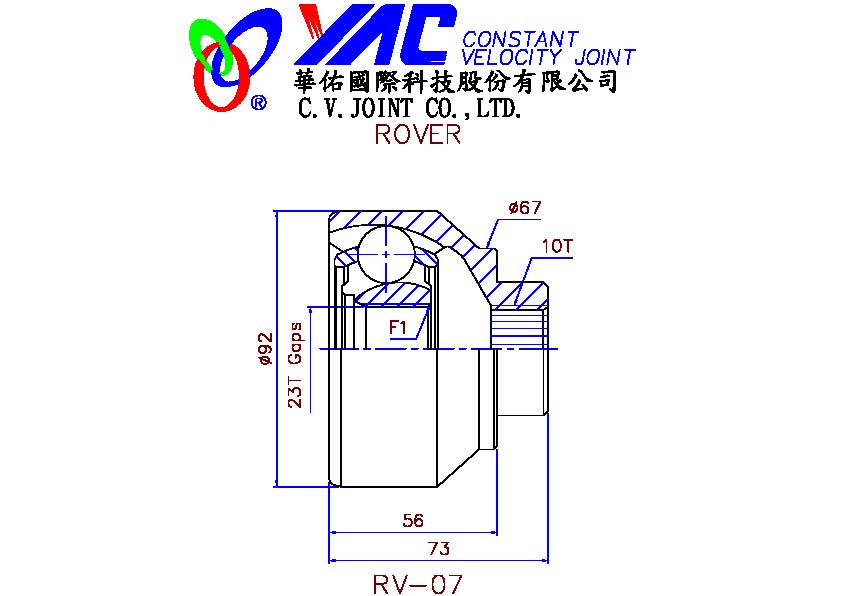 YAC CONSTANT
VELOCITY JOINT
®
華佑國際科技股份有限公司
C.V.JOINT CO.,LTD.
ROVER
ø67
10T
F1
ø92
23T Gaps
56
73
RV-07